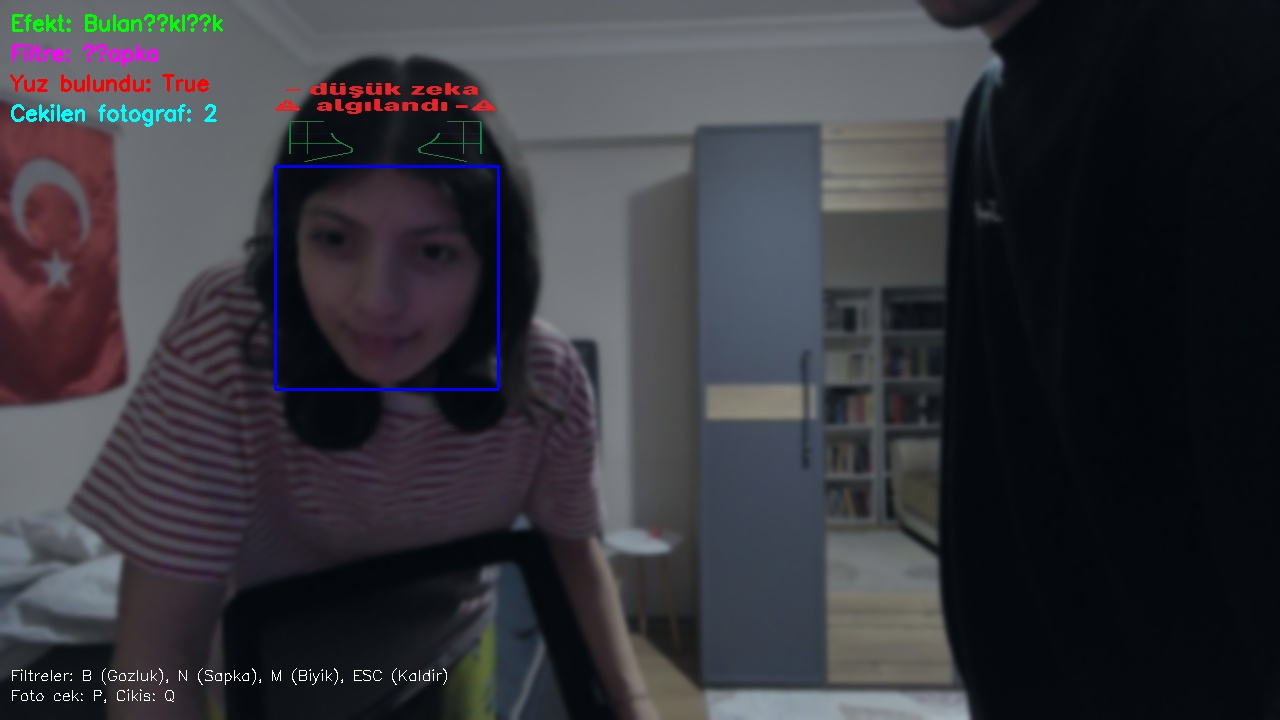 Efekt: Bulan??kl??k
Filtre: ??apka
Yuz bulundu: True
Cekilen fotograf: 2
- düşük zeka
⚠ algılandı -⚠
Filtreler: B (Gozluk), N (Sapka), M (Biyik), ESC (Kaldir)
Foto cek: P, Cikis: Q